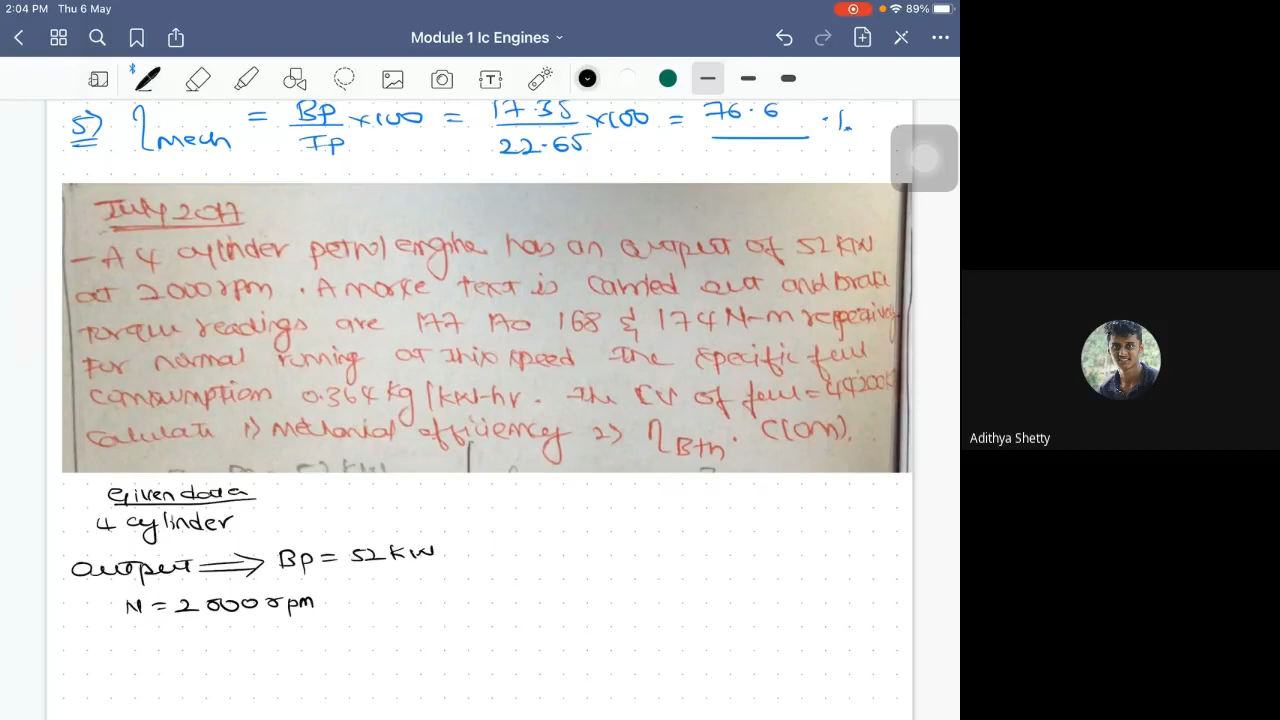 2:04 PM Thu 6 May
89%
Module 1 Ic Engines
5) η mech = BP/IP × 100 = 17.35/22.65 × 100 = 76.6 %
July 2017
- A 4 cylinder petrol engine has an output of 52 KW
at 2000 rpm. A morse text is carried out and brake
torque readings are 177 170 168 & 174 N-m respectively
For normal running at this speed The specific fuel
consumption 0.364 kg/kw-hr. The CV of fuel = 44200
calculate 1) mechanical efficiency 2) η Bth. (10m).
Given data
4 cylinder
output ⟹ BP = 52 KW
N = 2000 rpm
Adithya Shetty